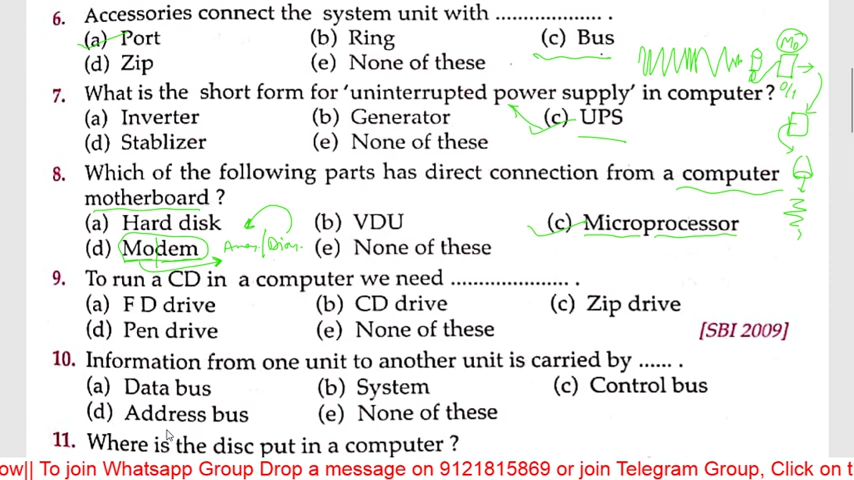 6. Accessories connect the system unit with .................... .
(a) Port (b) Ring (c) Bus
(d) Zip (e) None of these
7. What is the short form for 'uninterrupted power supply' in computer?
(a) Inverter (b) Generator (c) UPS
(d) Stablizer (e) None of these
8. Which of the following parts has direct connection from a computer
motherboard ?
(a) Hard disk (b) VDU (c) Microprocessor
(d) Modem (e) None of these
9. To run a CD in a computer we need ...................... .
(a) F D drive (b) CD drive (c) Zip drive
(d) Pen drive (e) None of these [SBI 2009]
10. Information from one unit to another unit is carried by ...... .
(a) Data bus (b) System (c) Control bus
(d) Address bus (e) None of these
11. Where is the disc put in a computer ?
ow|| To join Whatsapp Group Drop a message on 9121815869 or join Telegram Group, Click on t